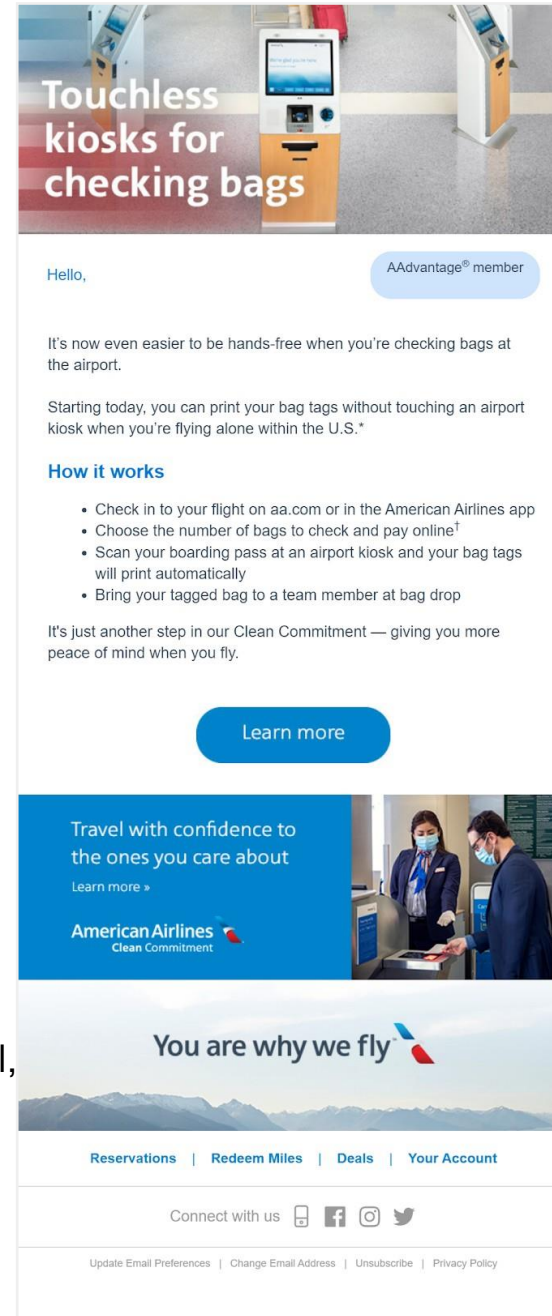 Touchless
kiosks for
checking bags
Hello,
AAdvantage® member
It's now even easier to be hands-free when you're checking bags at
the airport.
Starting today, you can print your bag tags without touching an airport
kiosk when you're flying alone within the U.S.*
How it works
• Check in to your flight on aa.com or in the American Airlines app
• Choose the number of bags to check and pay online†
• Scan your boarding pass at an airport kiosk and your bag tags
will print automatically
• Bring your tagged bag to a team member at bag drop
It's just another step in our Clean Commitment — giving you more
peace of mind when you fly.
Learn more
Travel with confidence to
the ones you care about
Learn more »
American Airlines
Clean Commitment
You are why we fly™
l,
Reservations | Redeem Miles | Deals | Your Account
Connect with us
Update Email Preferences | Change Email Address | Unsubscribe | Privacy Policy